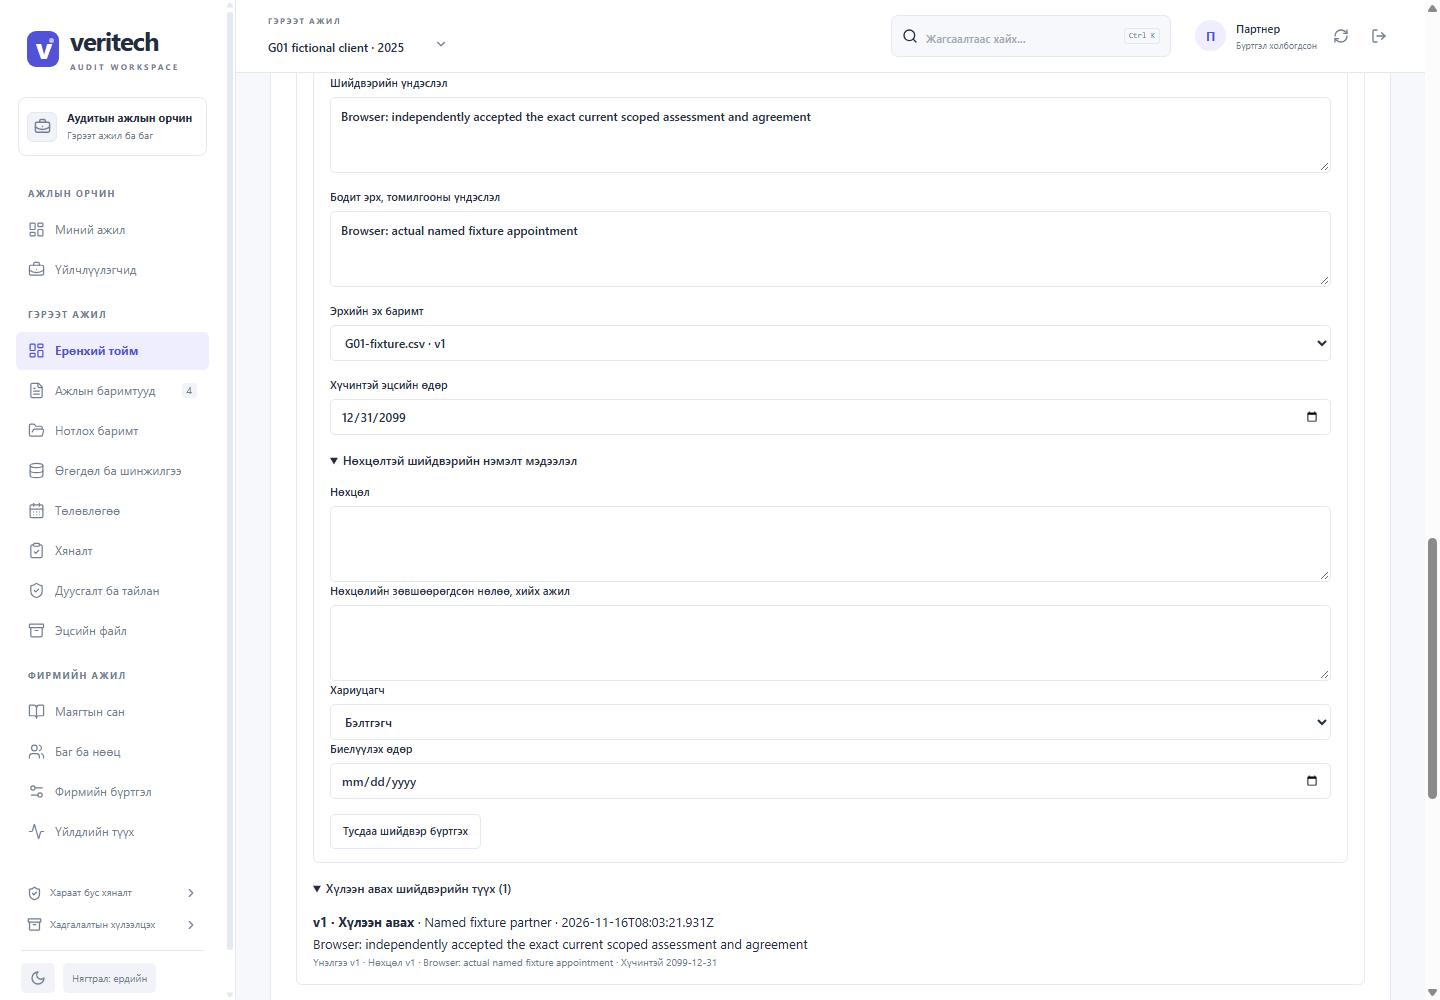 veritech
AUDIT WORKSPACE
Аудитын ажлын орчин
Гэрээт ажил ба баг
АЖЛЫН ОРЧИН
Миний ажил
Үйлчлүүлэгчид
ГЭРЭЭТ АЖИЛ
Ерөнхий тойм
Ажлын баримтууд 4
Нотлох баримт
Өгөгдөл ба шинжилгээ
Төлөвлөгөө
Хяналт
Дуусгалт ба тайлан
Эцсийн файл
ФИРМИЙН АЖИЛ
Маягтын сан
Баг ба нөөц
Фирмийн бүртгэл
Үйлдлийн түүх
Хараат бус хяналт
Хадгалалтын хүлээлцэх
Нягтрал: ердийн
ГЭРЭЭТ АЖИЛ
G01 fictional client · 2025
Жагсаалтаас хайх... Ctrl K
П
Партнер
Бүртгэл холбогдсон
Шийдвэрийн үндэслэл
Browser: independently accepted the exact current scoped assessment and agreement
Бодит эрх, томилгооны үндэслэл
Browser: actual named fixture appointment
Эрхийн эх баримт
G01-fixture.csv · v1
Хүчинтэй эцсийн өдөр
12/31/2099
▼ Нөхцөлтэй шийдвэрийн нэмэлт мэдээлэл
Нөхцөл
Нөхцөлийн зөвшөөрөгдсөн нөлөө, хийх ажил
Хариуцагч
Бэлтгэгч
Биелүүлэх өдөр
mm/dd/yyyy
Тусдаа шийдвэр бүртгэх
▼ Хүлээн авах шийдвэрийн түүх (1)
v1 · Хүлээн авах · Named fixture partner · 2026-11-16T08:03:21.931Z
Browser: independently accepted the exact current scoped assessment and agreement
Үнэлгээ v1 · Нөхцөл v1 · Browser: actual named fixture appointment · Хүчинтэй 2099-12-31